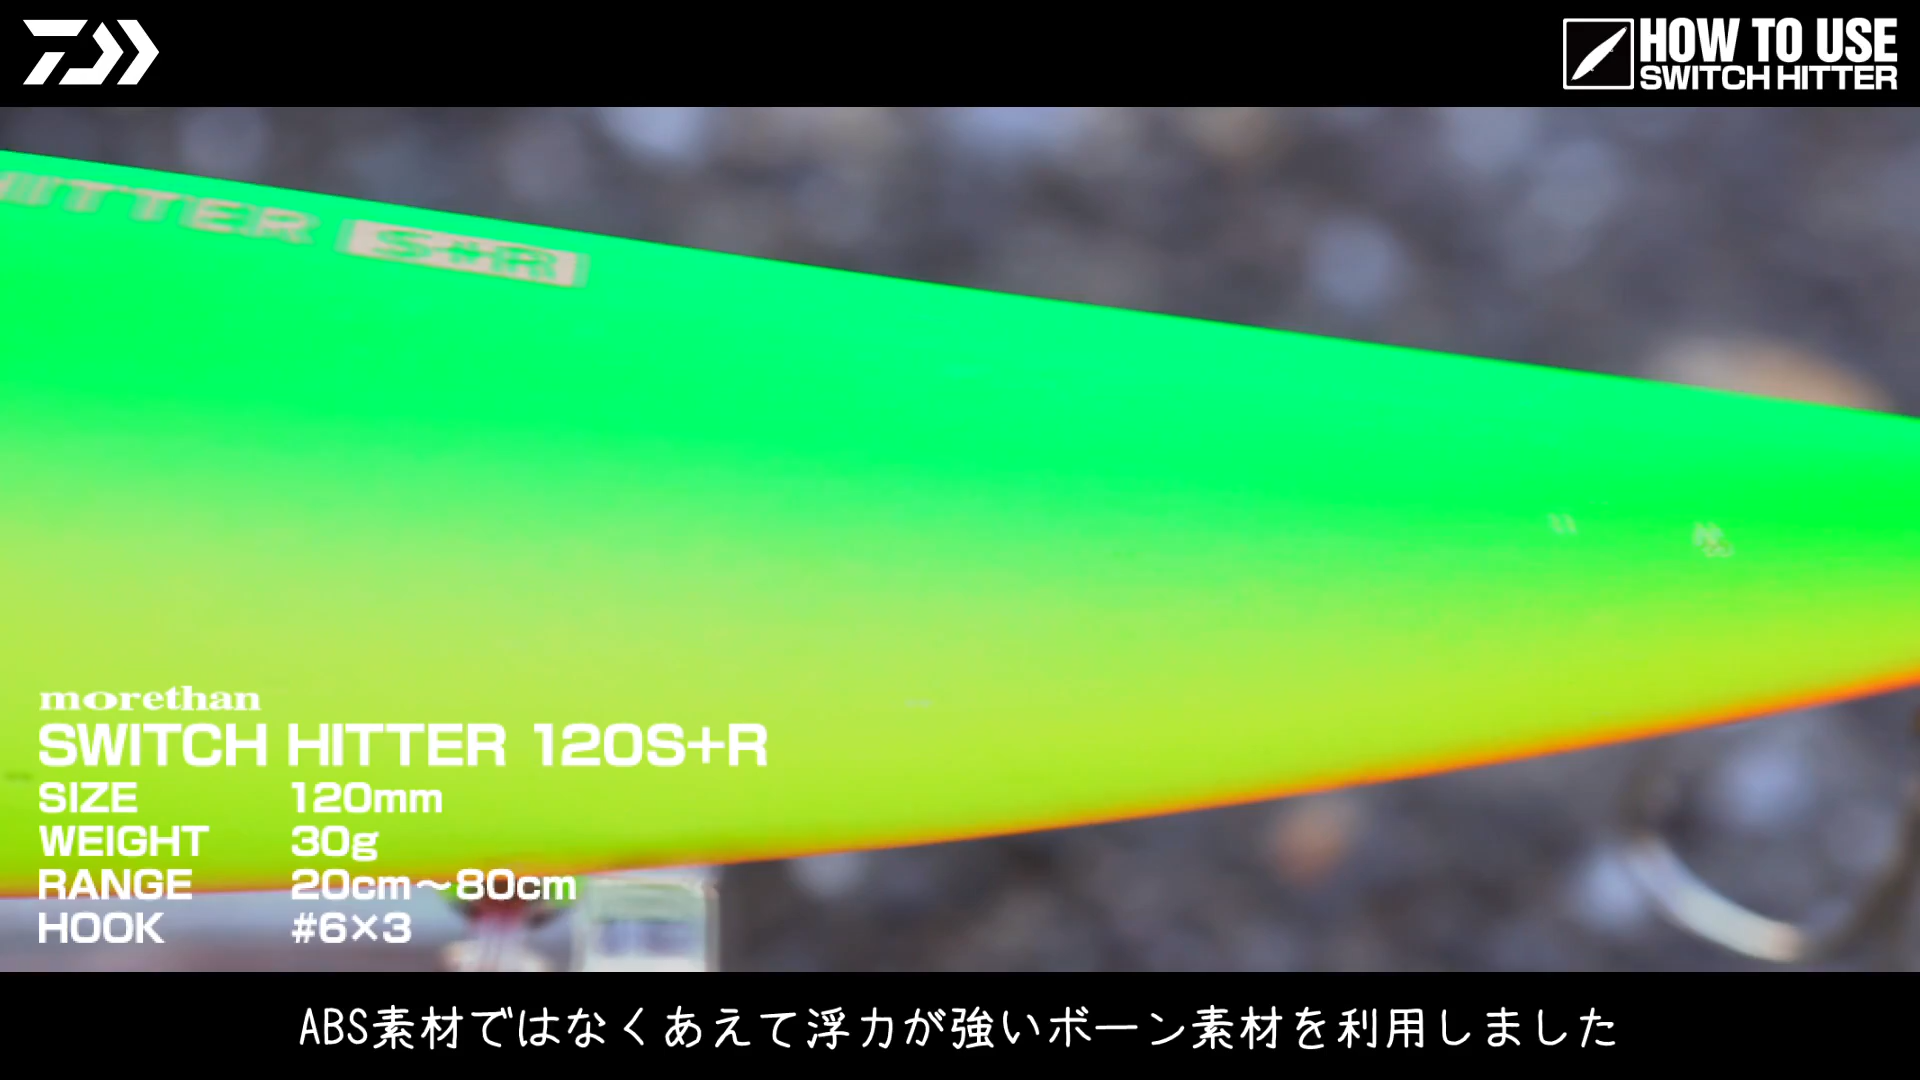 HOW TO USE
SWITCH HITTER
HITTER S+R
morethan
SWITCH HITTER 120S+R
SIZE 120mm
WEIGHT 30g
RANGE 20cm～80cm
HOOK #6×3
ABS素材ではなくあえて浮力が強いボーン素材を利用しました